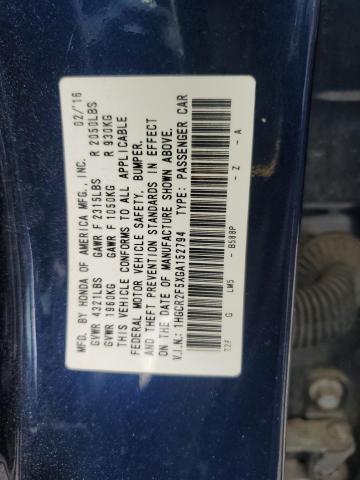 MFD. BY HONDA OF AMERICA MFG., INC. 02/'16
GVWR 4321LBS GAWR F 2315LBS R 2050LBS
GVWR 1960KG GAWR F 1050KG R 930KG
THIS VEHICLE CONFORMS TO ALL APPLICABLE
FEDERAL MOTOR VEHICLE SAFETY, BUMPER,
AND THEFT PREVENTION STANDARDS IN EFFECT
ON THE DATE OF MANUFACTURE SHOWN ABOVE.
V.I.N.: 1HGCR2F5XGA152794 TYPE: PASSENGER CAR
G LM5 - B588P - Z - A
T2F